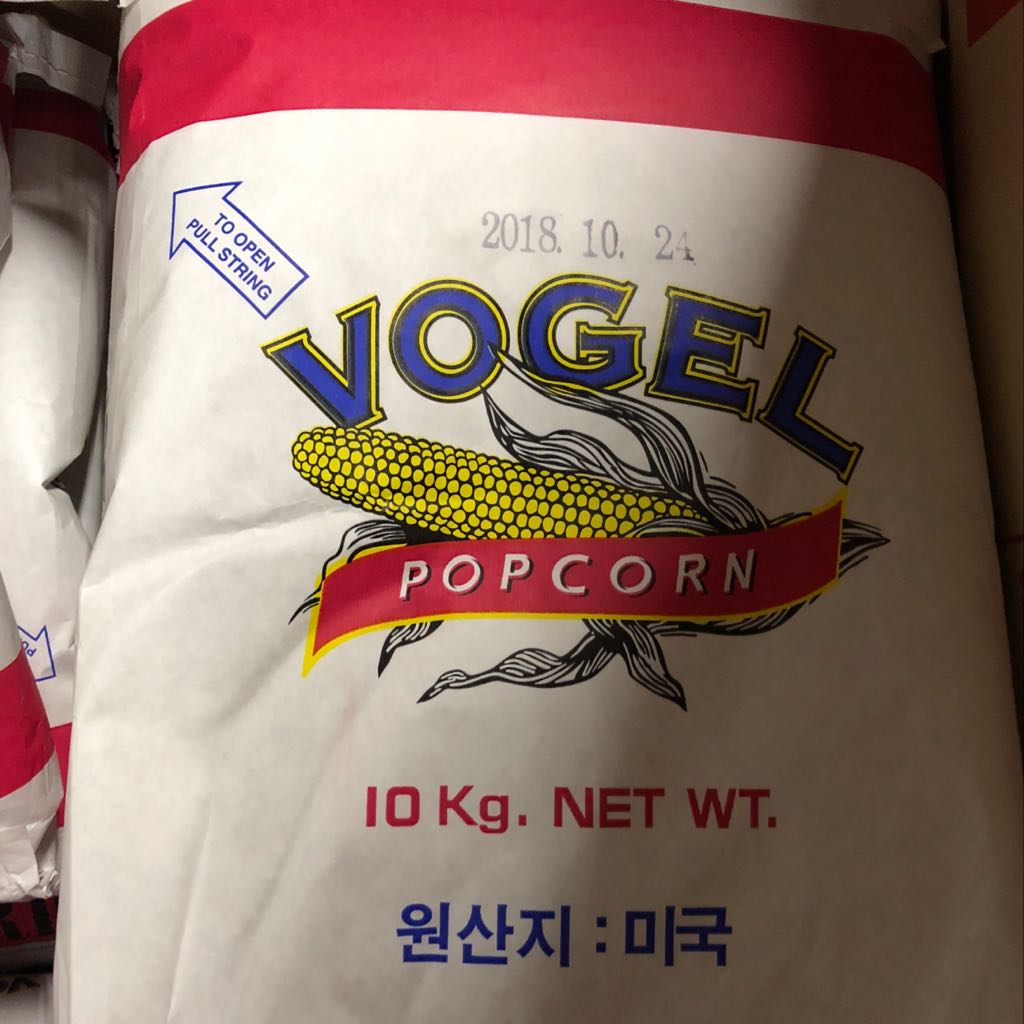 TO OPEN
PULL STRING
2018. 10. 24
VOGEL
POPCORN
10 Kg. NET WT.
원산지 : 미국